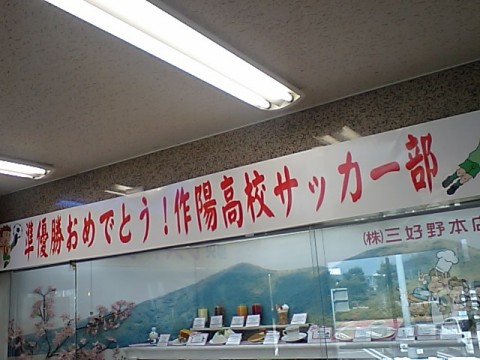 準優勝おめでとう!作陽高校サッカー部
(株)三好野本店